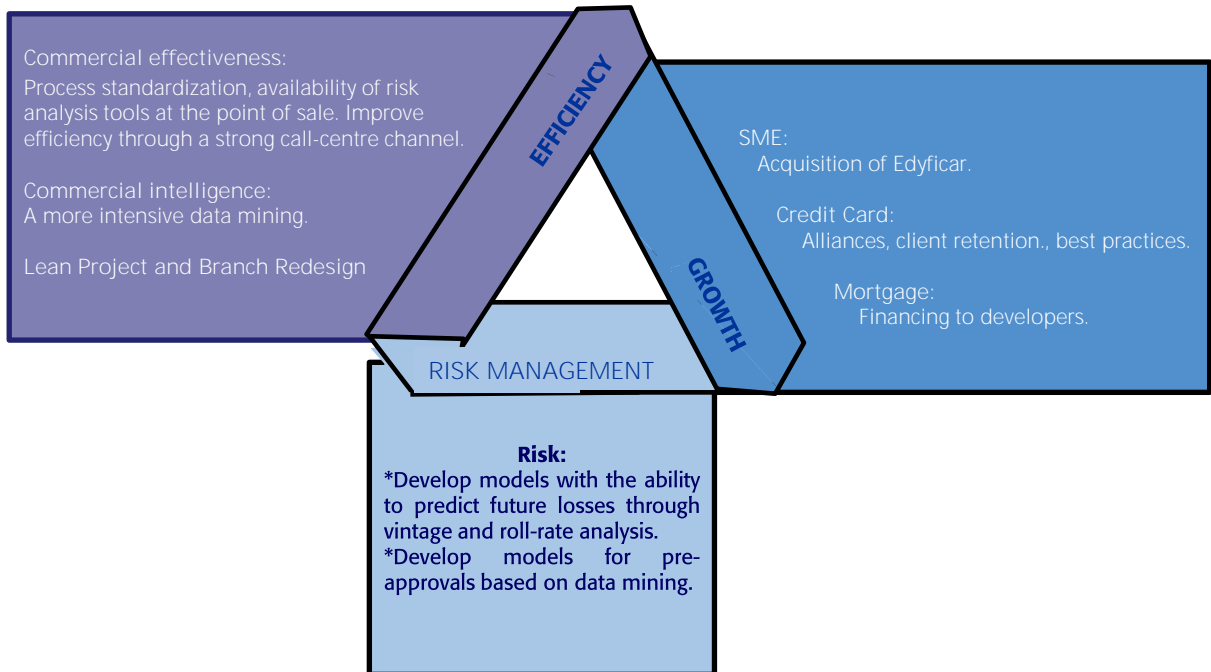 Commercial effectiveness:
Process standardization, availability of risk
analysis tools at the point of sale. Improve
efficiency through a strong call-centre channel.
Commercial intelligence:
A more intensive data mining.
Lean Project and Branch Redesign
EFFICIENCY
GROWTH
SME:
Acquisition of Edyficar.
Credit Card:
Alliances, client retention., best practices.
Mortgage:
Financing to developers.
RISK MANAGEMENT
Risk:
*Develop models with the ability
to predict future losses through
vintage and roll-rate analysis.
*Develop models for pre-
approvals based on data mining.